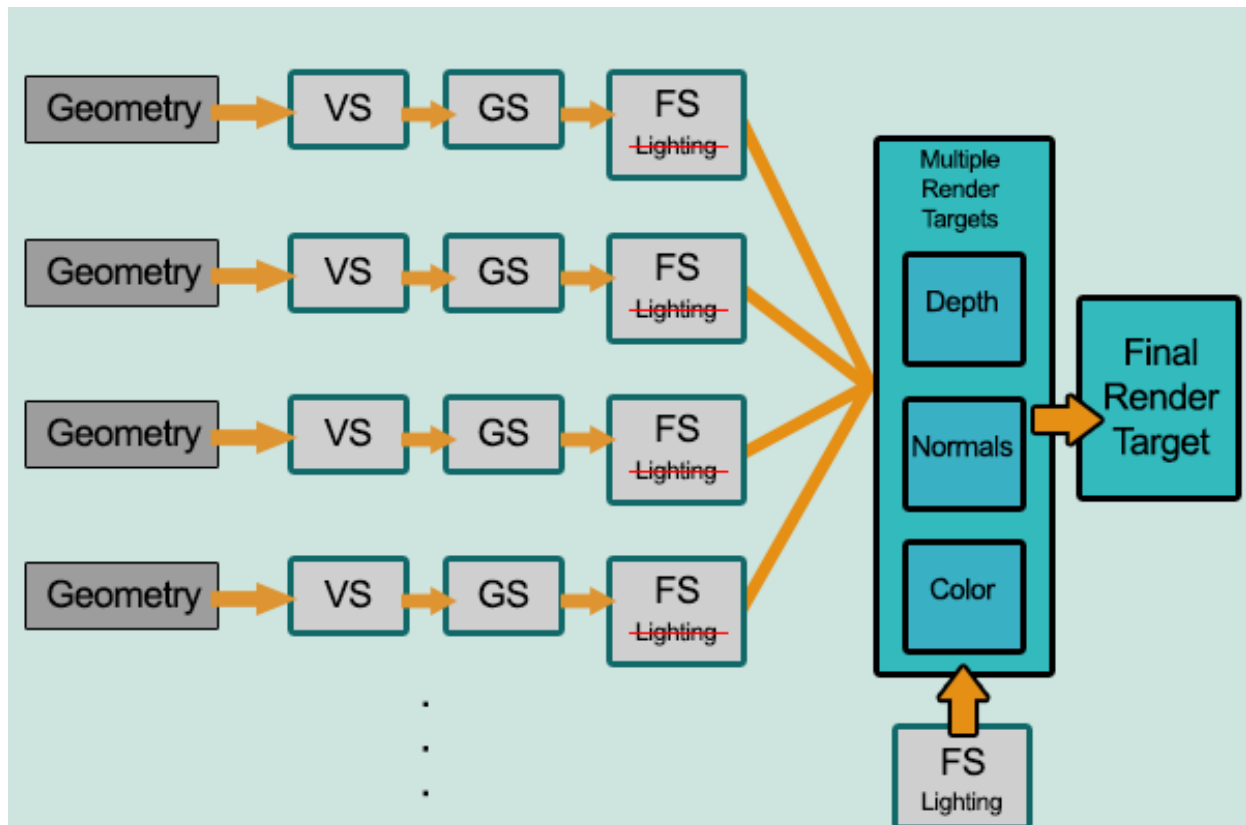 Geometry
VS
GS
FS
Lighting
Geometry
VS
GS
FS
Lighting
Geometry
VS
GS
FS
Lighting
Geometry
VS
GS
FS
Lighting
Multiple
Render
Targets
Depth
Normals
Color
FS
Lighting
Final
Render
Target